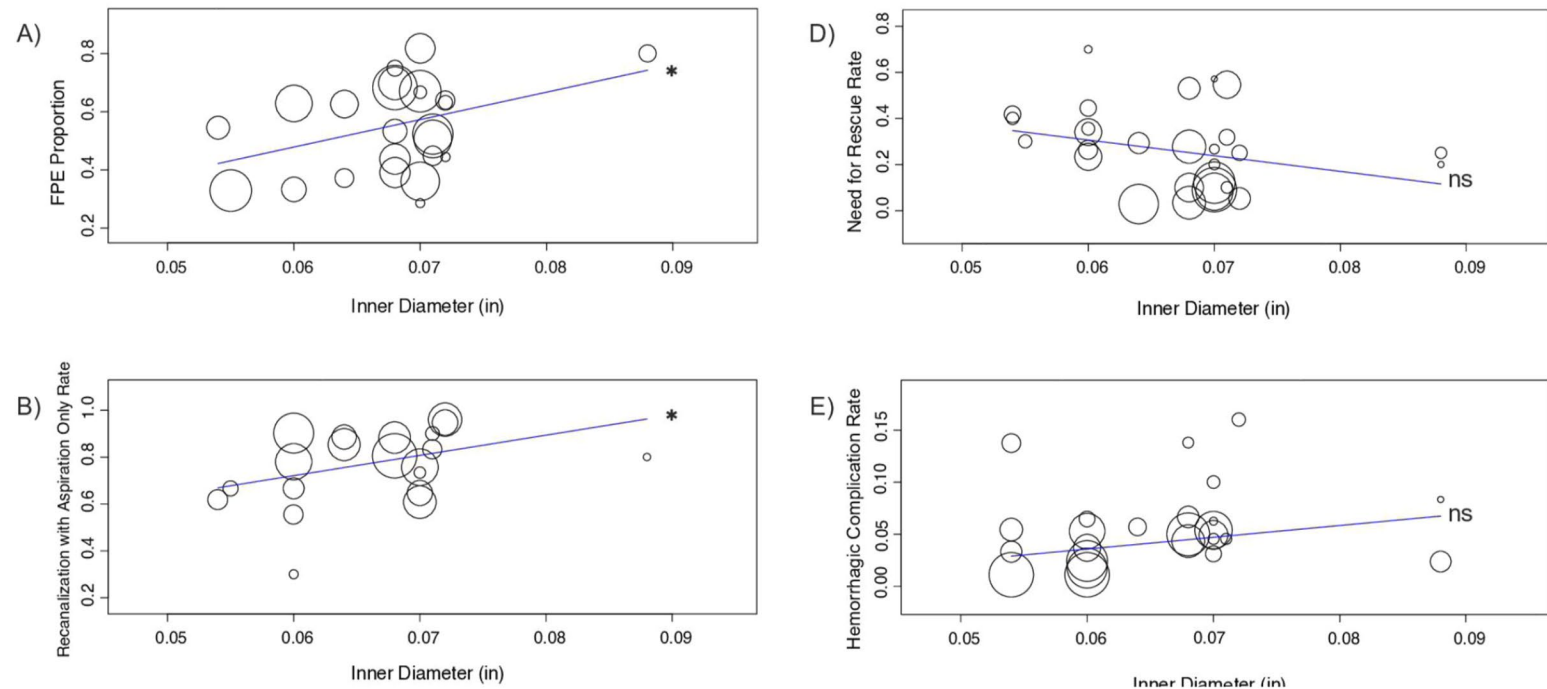 A)
FPE Proportion
0.8
0.6
0.4
0.2
*
0.05 0.06 0.07 0.08 0.09
Inner Diameter (in)
D)
Need for Rescue Rate
0.8
0.6
0.4
0.2
0.0
ns
0.05 0.06 0.07 0.08 0.09
Inner Diameter (in)
B)
Recanalization with Aspiration Only Rate
1.0
0.8
0.6
0.4
0.2
*
0.05 0.06 0.07 0.08 0.09
Inner Diameter (in)
E)
Hemorrhagic Complication Rate
0.15
0.10
0.05
0.00
ns
0.05 0.06 0.07 0.08 0.09
Inner Diameter (in)